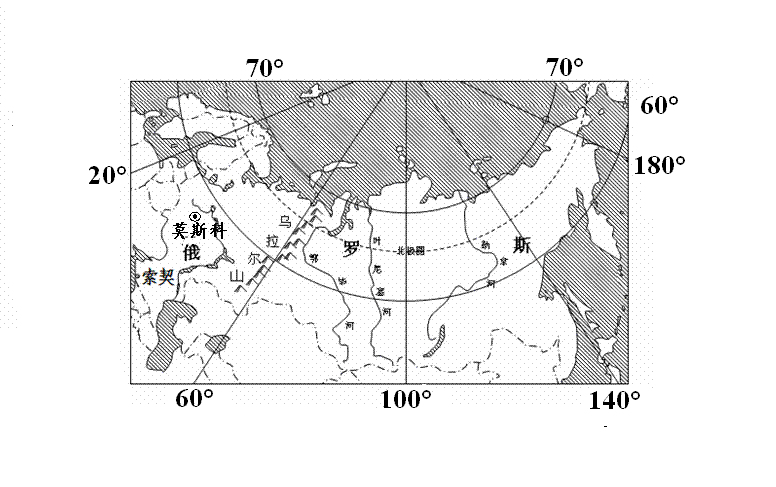 70°
70°
60°
20°
180°
莫斯科
俄
索契
乌
拉
尔
山
罗
斯
北极圈
鄂
毕
河
叶
尼
塞
河
勒
拿
河
60°
100°
140°